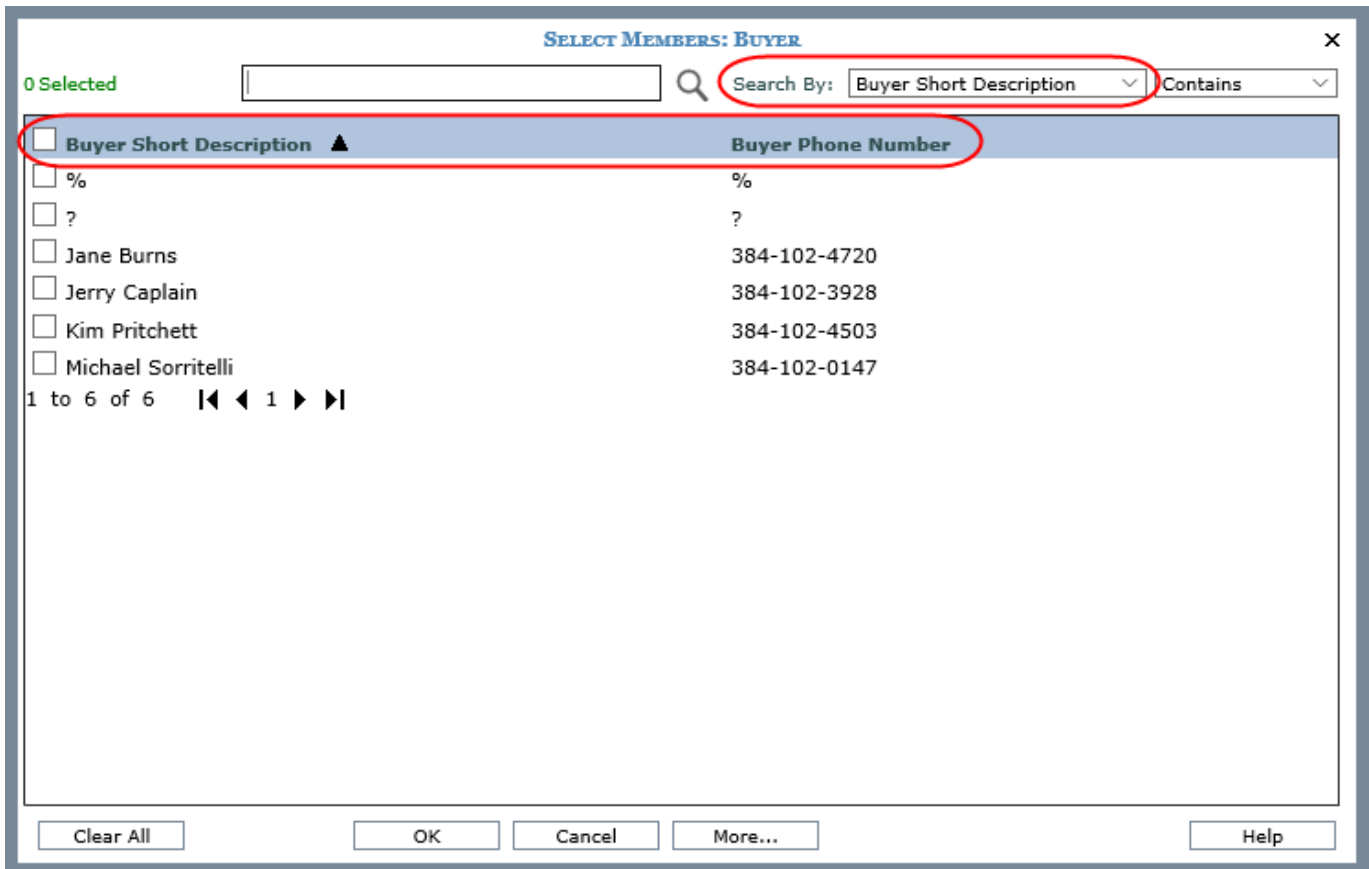 SELECT MEMBERS: BUYER
0 Selected Search By: Buyer Short Description Contains
Buyer Short Description Buyer Phone Number
% %
? ?
Jane Burns 384-102-4720
Jerry Caplain 384-102-3928
Kim Pritchett 384-102-4503
Michael Sorritelli 384-102-0147
1 to 6 of 6 1
Clear All OK Cancel More... Help